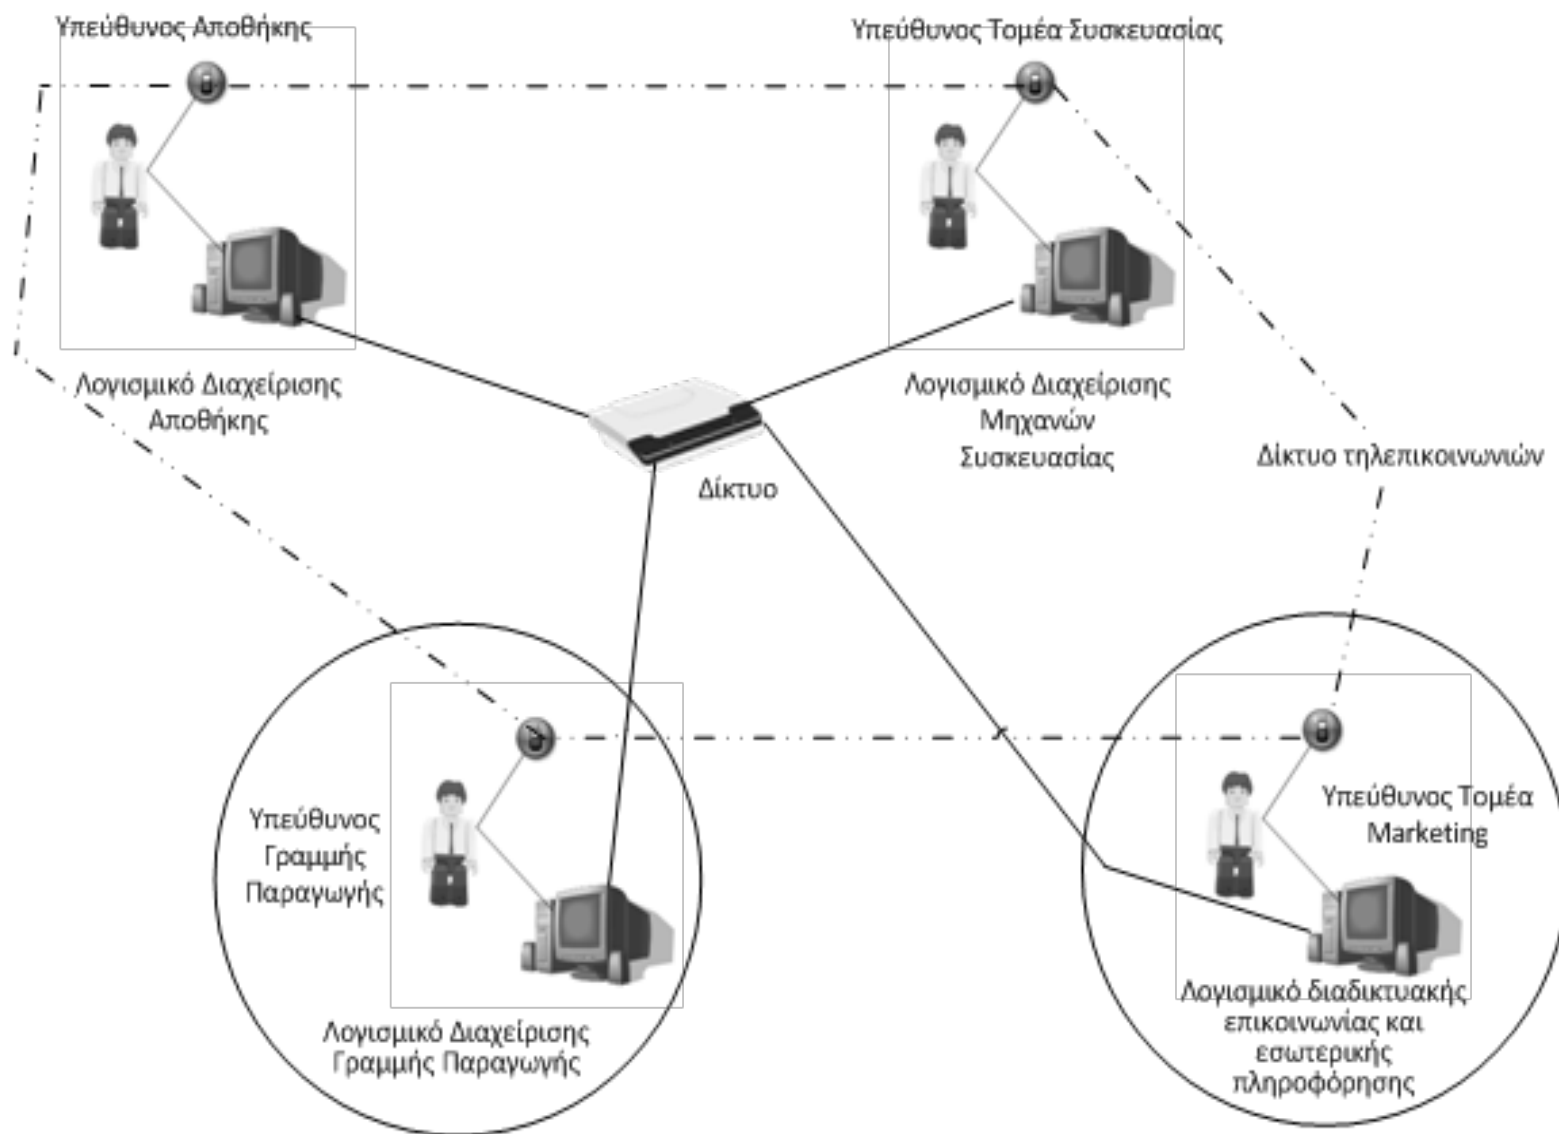 Υπεύθυνος Αποθήκης
Υπεύθυνος Τομέα Συσκευασίας
Λογισμικό Διαχείρισης
Αποθήκης
Λογισμικό Διαχείρισης
Μηχανών
Συσκευασίας
Δίκτυο τηλεπικοινωνιών
Δίκτυο
Υπεύθυνος
Γραμμής
Παραγωγής
Υπεύθυνος Τομέα
Marketing
Λογισμικό Διαχείρισης
Γραμμής Παραγωγής
Λογισμικό διαδικτυακής
επικοινωνίας και
εσωτερικής
πληροφόρησης